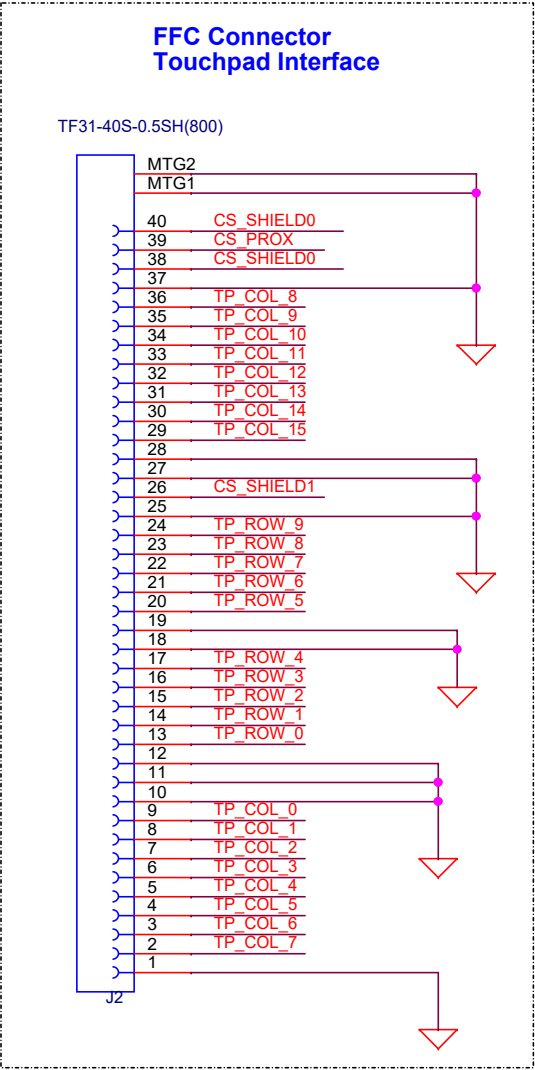 FFC Connector
Touchpad Interface
TF31-40S-0.5SH(800)
MTG2
MTG1
40 CS_SHIELD0
39 CS_PROX
38 CS_SHIELD0
37
36 TP_COL_8
35 TP_COL_9
34 TP_COL_10
33 TP_COL_11
32 TP_COL_12
31 TP_COL_13
30 TP_COL_14
29 TP_COL_15
28
27
26 CS_SHIELD1
25
24 TP_ROW_9
23 TP_ROW_8
22 TP_ROW_7
21 TP_ROW_6
20 TP_ROW_5
19
18
17 TP_ROW_4
16 TP_ROW_3
15 TP_ROW_2
14 TP_ROW_1
13 TP_ROW_0
12
11
10
9 TP_COL_0
8 TP_COL_1
7 TP_COL_2
6 TP_COL_3
5 TP_COL_4
4 TP_COL_5
3 TP_COL_6
2 TP_COL_7
1
J2